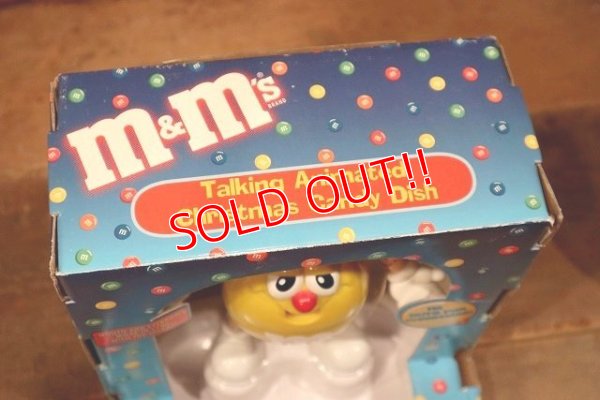 m&m's
BRAND
Talking Animated
Christmas Candy Dish
SOLD OUT!!